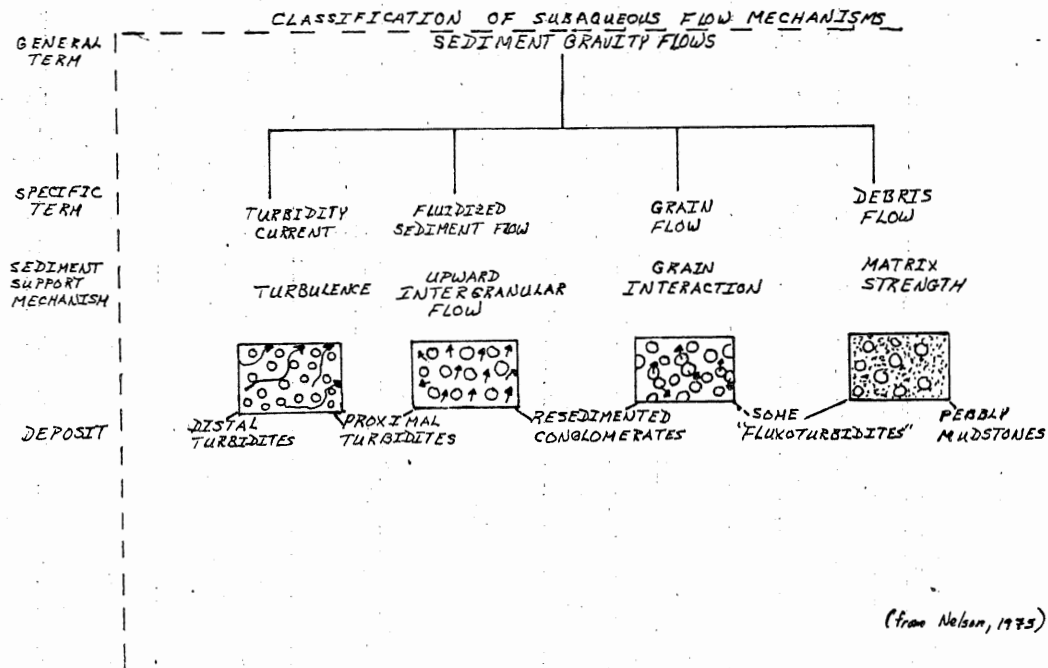 CLASSIFICATION OF SUBAQUEOUS FLOW MECHANISMS
GENERAL
TERM
SEDIMENT GRAVITY FLOWS
SPECIFIC
TERM
TURBIDITY
CURRENT
FLUIDIZED
SEDIMENT FLOW
GRAIN
FLOW
DEBRIS
FLOW
SEDIMENT
SUPPORT
MECHANISM
TURBULENCE
UPWARD
INTERGRANULAR
FLOW
GRAIN
INTERACTION
MATRIX
STRENGTH
DEPOSIT
DISTAL
TURBIDITES
PROXIMAL
TURBIDITES
RESEDIMENTED
CONGLOMERATES
SOME
"FLUXOTURBIDITES"
PEBBLY
MUDSTONES
(from Nelson, 1975)